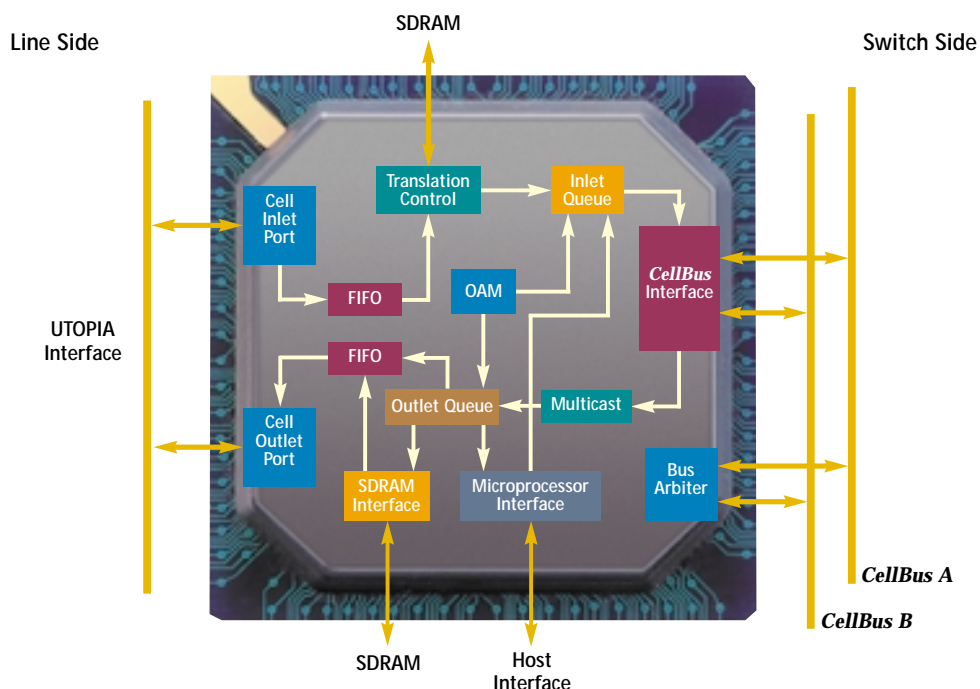 SDRAM
Line Side
Switch Side
Translation
Control
Inlet
Queue
Cell
Inlet
Port
CellBus
Interface
FIFO
OAM
UTOPIA
Interface
FIFO
Outlet Queue
Multicast
Cell
Outlet
Port
SDRAM
Interface
Microprocessor
Interface
Bus
Arbiter
CellBus A
CellBus B
SDRAM
Host
Interface